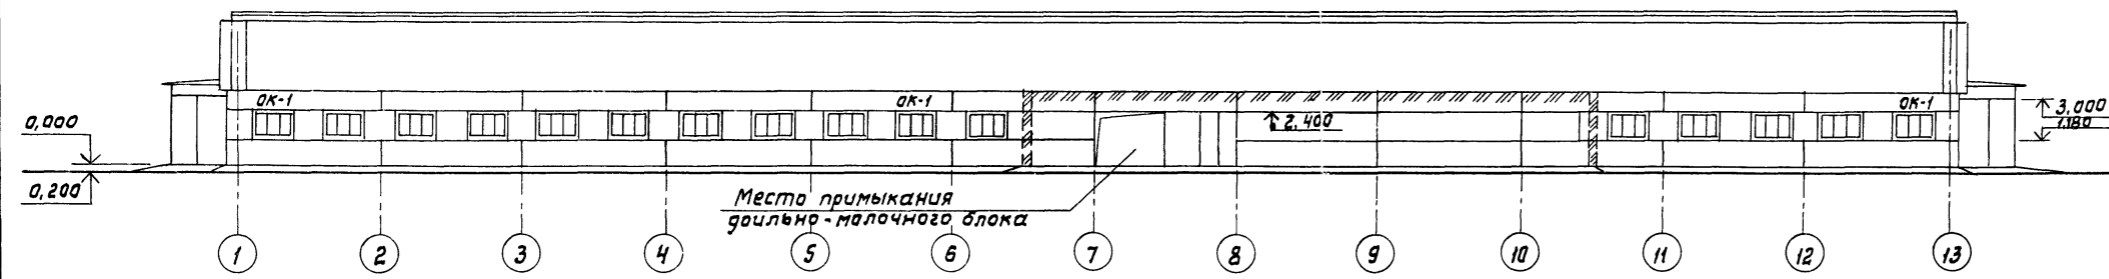 ОК-1
ОК-1
ОК-1
0,000
3,000
1,180
2,400
0,200
Место примыкания
доильно-молочного блока
1 2 3 4 5 6 7 8 9 10 11 12 13